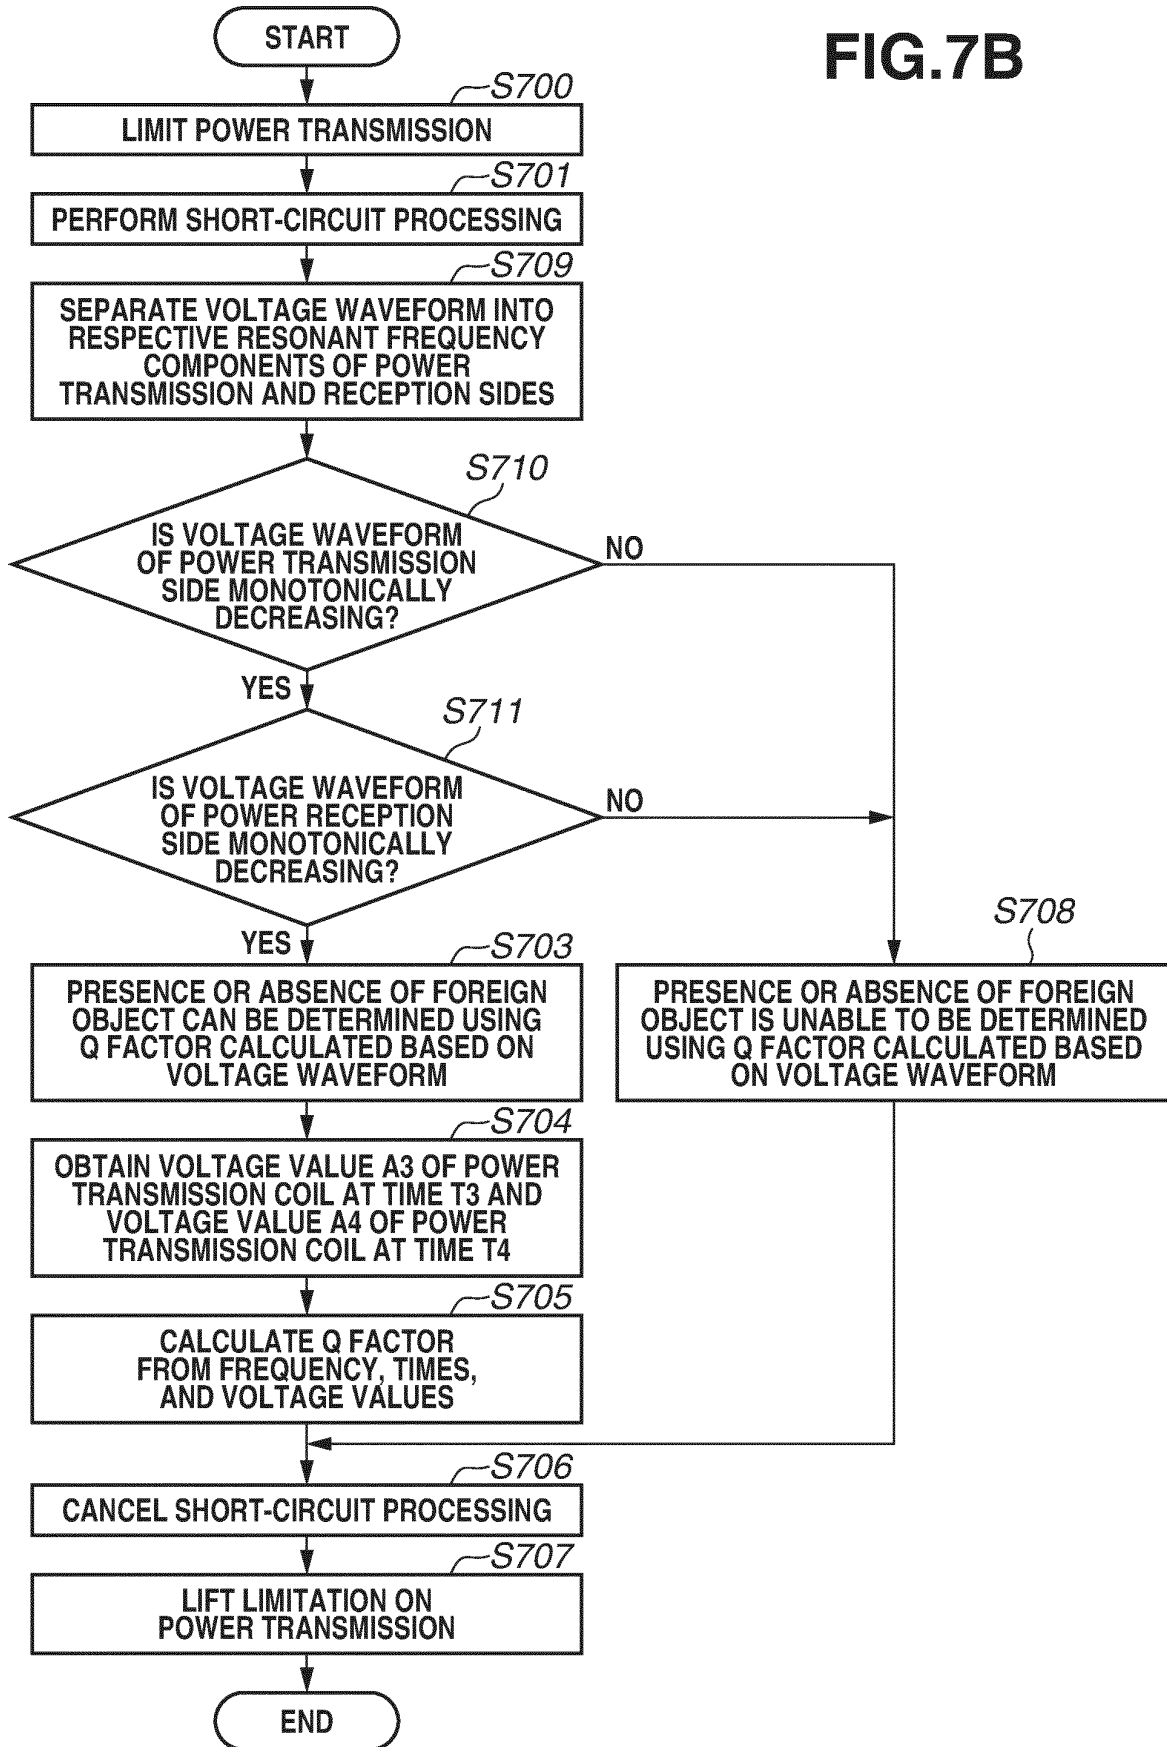 FIG.7B
START
S700
LIMIT POWER TRANSMISSION
S701
PERFORM SHORT-CIRCUIT PROCESSING
S709
SEPARATE VOLTAGE WAVEFORM INTO
RESPECTIVE RESONANT FREQUENCY
COMPONENTS OF POWER
TRANSMISSION AND RECEPTION SIDES
S710
IS VOLTAGE WAVEFORM
OF POWER TRANSMISSION
SIDE MONOTONICALLY
DECREASING?
NO
YES
S711
IS VOLTAGE WAVEFORM
OF POWER RECEPTION
SIDE MONOTONICALLY
DECREASING?
NO
YES
S703
PRESENCE OR ABSENCE OF FOREIGN
OBJECT CAN BE DETERMINED USING
Q FACTOR CALCULATED BASED ON
VOLTAGE WAVEFORM
S708
PRESENCE OR ABSENCE OF FOREIGN
OBJECT IS UNABLE TO BE DETERMINED
USING Q FACTOR CALCULATED BASED
ON VOLTAGE WAVEFORM
S704
OBTAIN VOLTAGE VALUE A3 OF POWER
TRANSMISSION COIL AT TIME T3 AND
VOLTAGE VALUE A4 OF POWER
TRANSMISSION COIL AT TIME T4
S705
CALCULATE Q FACTOR
FROM FREQUENCY, TIMES,
AND VOLTAGE VALUES
S706
CANCEL SHORT-CIRCUIT PROCESSING
S707
LIFT LIMITATION ON
POWER TRANSMISSION
END